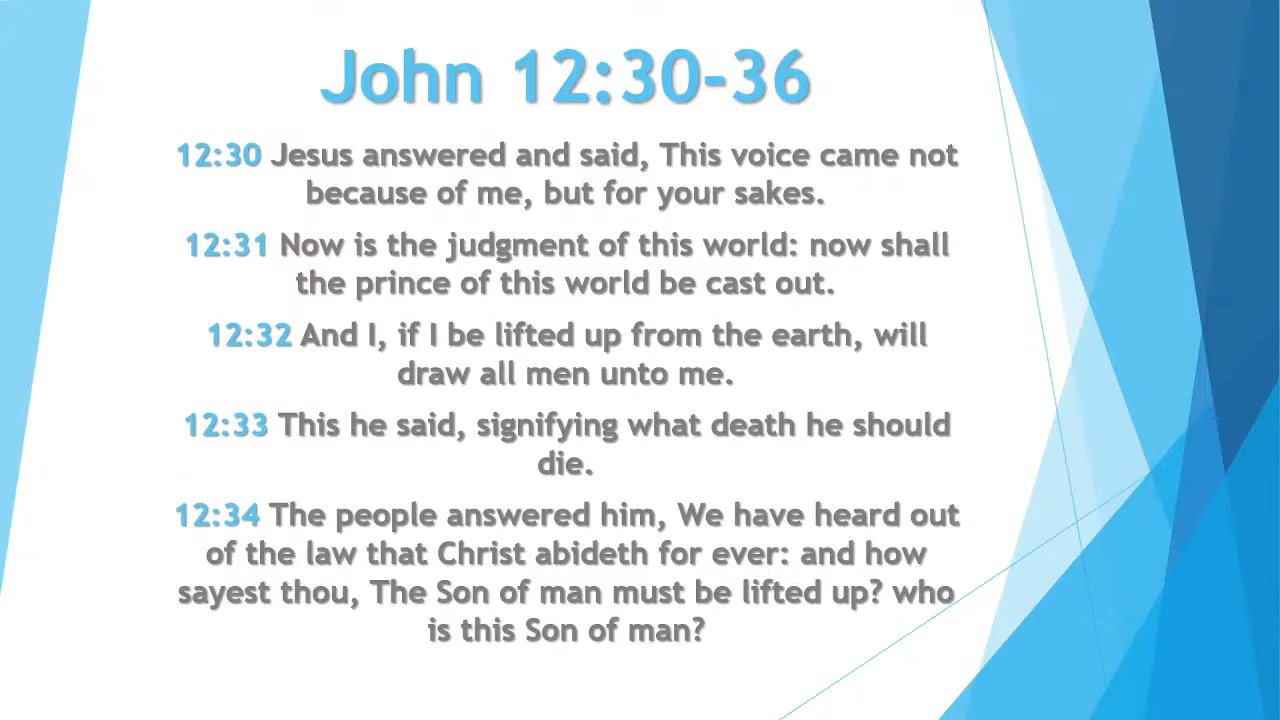 John 12:30-36
12:30 Jesus answered and said, This voice came not
because of me, but for your sakes.
12:31 Now is the judgment of this world: now shall
the prince of this world be cast out.
12:32 And I, if I be lifted up from the earth, will
draw all men unto me.
12:33 This he said, signifying what death he should
die.
12:34 The people answered him, We have heard out
of the law that Christ abideth for ever: and how
sayest thou, The Son of man must be lifted up? who
is this Son of man?